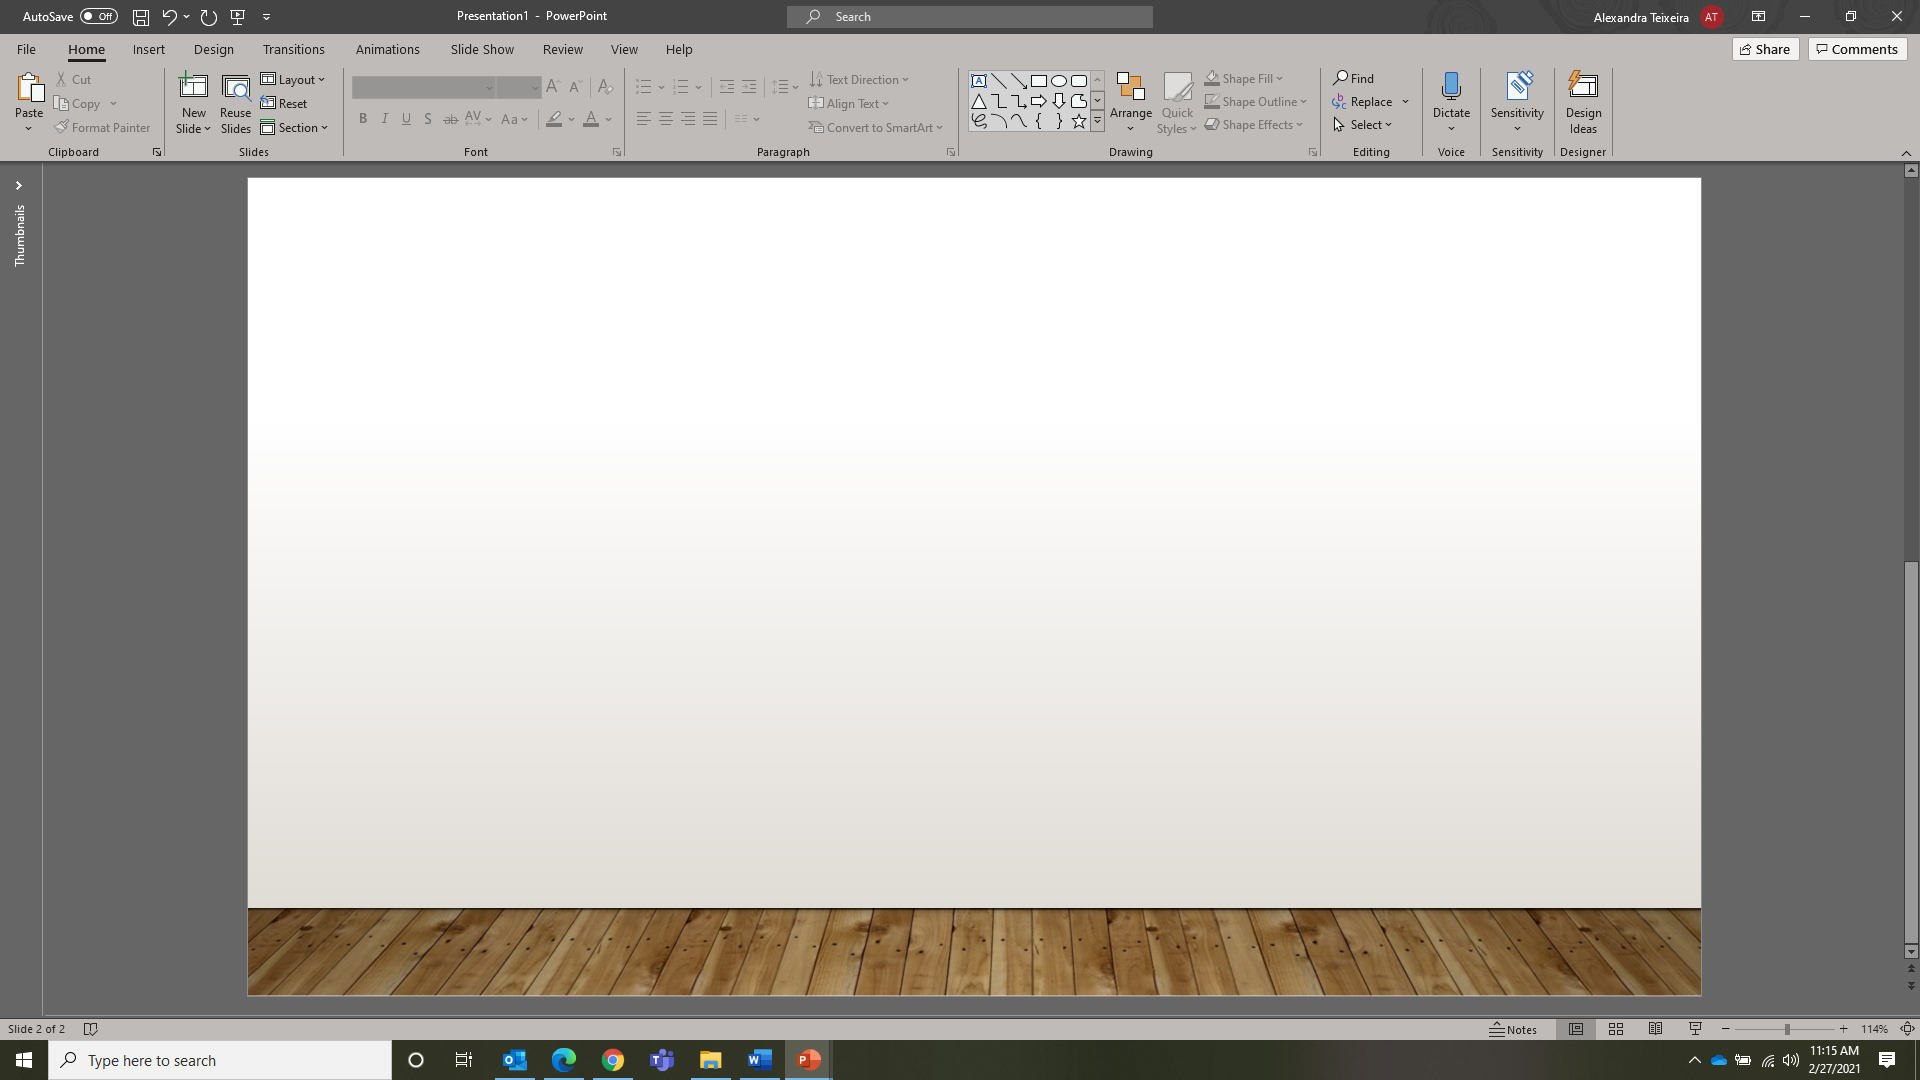 AutoSave Off Presentation1 - PowerPoint Search Alexandra Teixeira AT
File Home Insert Design Transitions Animations Slide Show Review View Help Share Comments
Paste
Cut
Copy
Format Painter
Clipboard
New Slide
Reuse Slides
Layout
Reset
Section
Slides
A A A
B I U S ab AV Aa A
Font
Text Direction
Align Text
Convert to SmartArt
Paragraph
Arrange
Quick Styles
Shape Fill
Shape Outline
Shape Effects
Drawing
Find
Replace
Select
Editing
Dictate
Voice
Sensitivity
Sensitivity
Design Ideas
Designer
Thumbnails
Slide 2 of 2 Notes 114%
Type here to search
11:15 AM
2/27/2021